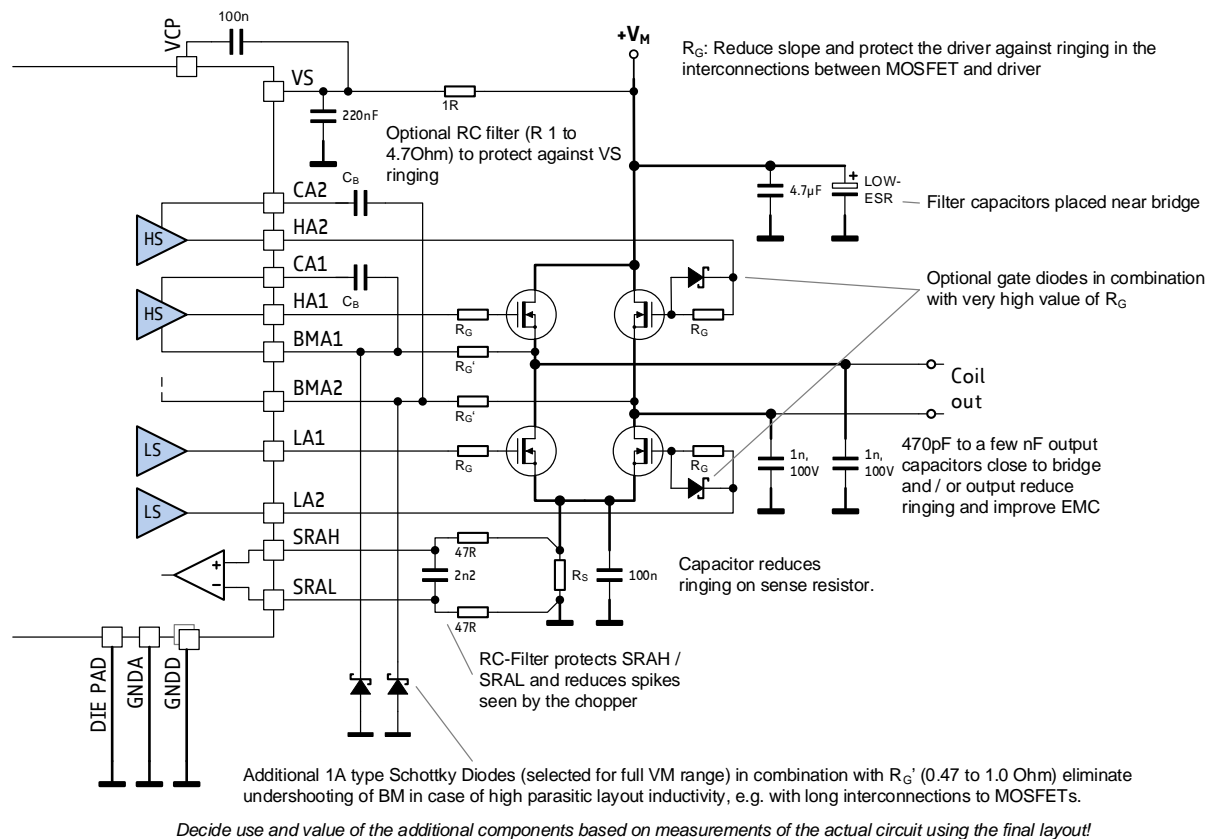 100n
VCP
+VM
RG: Reduce slope and protect the driver against ringing in the
interconnections between MOSFET and driver
VS
1R
220nF
Optional RC filter (R 1 to
4.7Ohm) to protect against VS
ringing
CA2
CB
4.7µF
+
LOW-
ESR
Filter capacitors placed near bridge
HS
HA2
CA1
CB
Optional gate diodes in combination
with very high value of RG
HS
HA1
RG
RG
BMA1
RG'
Coil
out
BMA2
RG'
LS
LA1
RG
RG
1n,
100V
1n,
100V
470pF to a few nF output
capacitors close to bridge
and / or output reduce
ringing and improve EMC
LS
LA2
SRAH
47R
+
−
2n2
RS
100n
Capacitor reduces
ringing on sense resistor.
SRAL
47R
RC-Filter protects SRAH /
SRAL and reduces spikes
seen by the chopper
DIE PAD
GNDA
GNDD
Additional 1A type Schottky Diodes (selected for full VM range) in combination with RG' (0.47 to 1.0 Ohm) eliminate
undershooting of BM in case of high parasitic layout inductivity, e.g. with long interconnections to MOSFETs.
Decide use and value of the additional components based on measurements of the actual circuit using the final layout!